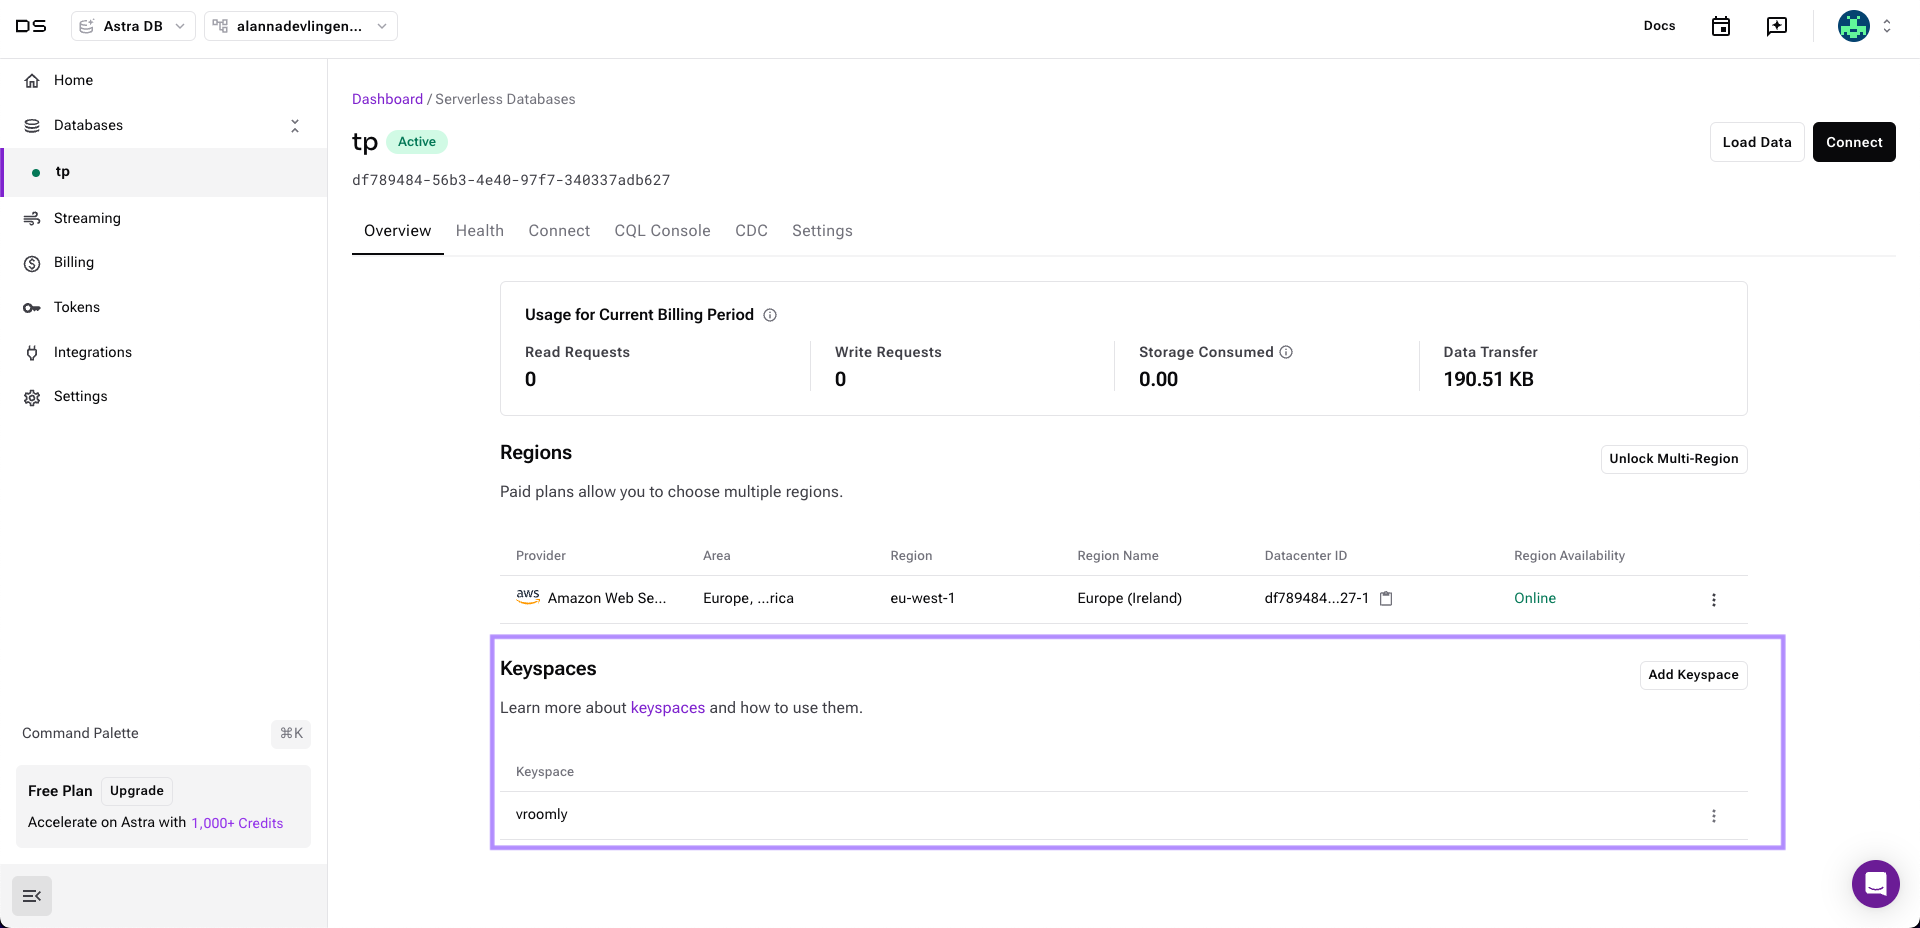 DS
Astra DB
alannadevlingen...
Docs
Home
Databases
tp
Streaming
Billing
Tokens
Integrations
Settings
Command Palette ⌘K
Free Plan Upgrade
Accelerate on Astra with 1,000+ Credits
Dashboard / Serverless Databases
tp Active
Load Data
Connect
df789484-56b3-4e40-97f7-340337adb627
Overview Health Connect CQL Console CDC Settings
Usage for Current Billing Period
Read Requests Write Requests Storage Consumed Data Transfer
0 0 0.00 190.51 KB
Regions
Unlock Multi-Region
Paid plans allow you to choose multiple regions.
Provider Area Region Region Name Datacenter ID Region Availability
aws Amazon Web Se... Europe, ...rica eu-west-1 Europe (Ireland) df789484...27-1 Online
Keyspaces
Add Keyspace
Learn more about keyspaces and how to use them.
Keyspace
vroomly